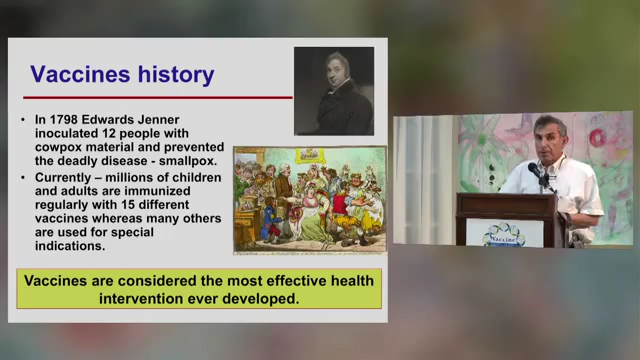 Vaccines history
• In 1798 Edwards Jenner
inoculated 12 people with
cowpox material and prevented
the deadly disease - smallpox.
• Currently – millions of children
and adults are immunized
regularly with 15 different
vaccines whereas many others
are used for special
indications.
Vaccines are considered the most effective health
intervention ever developed.
Vaccine